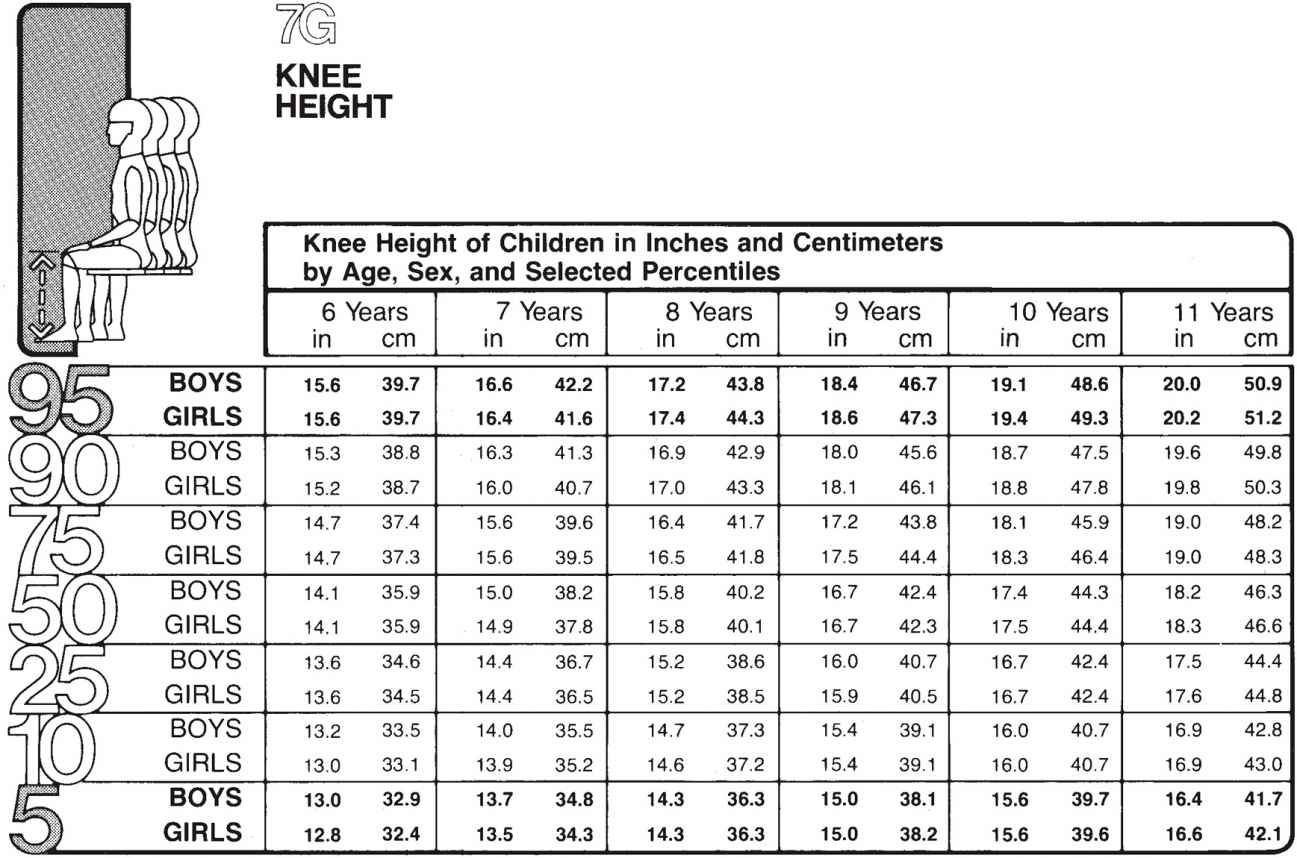 7G
KNEE
HEIGHT
Knee Height of Children in Inches and Centimeters
by Age, Sex, and Selected Percentiles
6 Years 7 Years 8 Years 9 Years 10 Years 11 Years
in cm in cm in cm in cm in cm in cm
95 BOYS 15.6 39.7 16.6 42.2 17.2 43.8 18.4 46.7 19.1 48.6 20.0 50.9
GIRLS 15.6 39.7 16.4 41.6 17.4 44.3 18.6 47.3 19.4 49.3 20.2 51.2
90 BOYS 15.3 38.8 16.3 41.3 16.9 42.9 18.0 45.6 18.7 47.5 19.6 49.8
GIRLS 15.2 38.7 16.0 40.7 17.0 43.3 18.1 46.1 18.8 47.8 19.8 50.3
75 BOYS 14.7 37.4 15.6 39.6 16.4 41.7 17.2 43.8 18.1 45.9 19.0 48.2
GIRLS 14.7 37.3 15.6 39.5 16.5 41.8 17.5 44.4 18.3 46.4 19.0 48.3
50 BOYS 14.1 35.9 15.0 38.2 15.8 40.2 16.7 42.4 17.4 44.3 18.2 46.3
GIRLS 14.1 35.9 14.9 37.8 15.8 40.1 16.7 42.3 17.5 44.4 18.3 46.6
25 BOYS 13.6 34.6 14.4 36.7 15.2 38.6 16.0 40.7 16.7 42.4 17.5 44.4
GIRLS 13.6 34.5 14.4 36.5 15.2 38.5 15.9 40.5 16.7 42.4 17.6 44.8
10 BOYS 13.2 33.5 14.0 35.5 14.7 37.3 15.4 39.1 16.0 40.7 16.9 42.8
GIRLS 13.0 33.1 13.9 35.2 14.6 37.2 15.4 39.1 16.0 40.7 16.9 43.0
5 BOYS 13.0 32.9 13.7 34.8 14.3 36.3 15.0 38.1 15.6 39.7 16.4 41.7
GIRLS 12.8 32.4 13.5 34.3 14.3 36.3 15.0 38.2 15.6 39.6 16.6 42.1